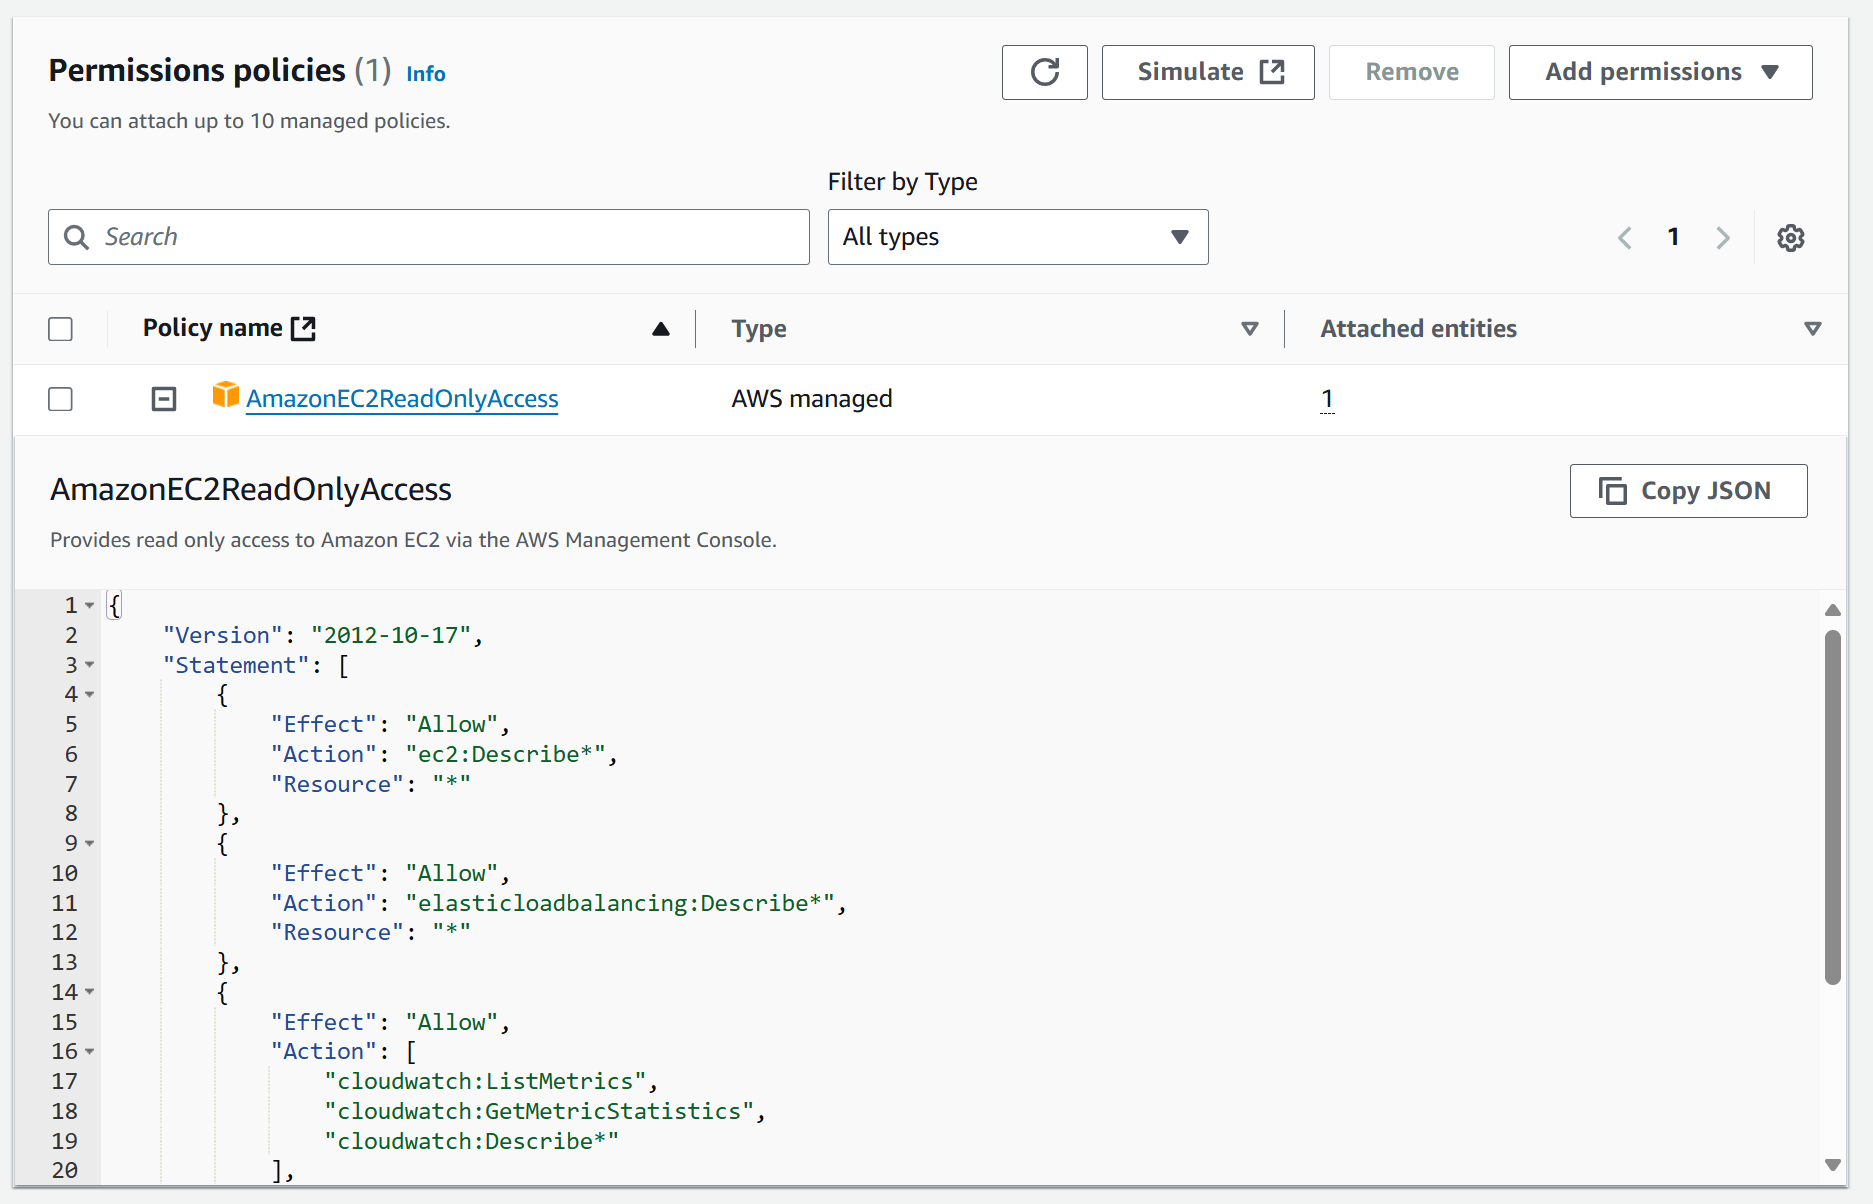 Permissions policies (1) Info
Simulate
Remove
Add permissions
You can attach up to 10 managed policies.
Filter by Type
Search
All types
1
Policy name
Type
Attached entities
AmazonEC2ReadOnlyAccess
AWS managed
1
AmazonEC2ReadOnlyAccess
Copy JSON
Provides read only access to Amazon EC2 via the AWS Management Console.
1 {
2     "Version": "2012-10-17",
3     "Statement": [
4         {
5             "Effect": "Allow",
6             "Action": "ec2:Describe*",
7             "Resource": "*"
8         },
9         {
10             "Effect": "Allow",
11             "Action": "elasticloadbalancing:Describe*",
12             "Resource": "*"
13         },
14         {
15             "Effect": "Allow",
16             "Action": [
17                 "cloudwatch:ListMetrics",
18                 "cloudwatch:GetMetricStatistics",
19                 "cloudwatch:Describe*"
20             ],